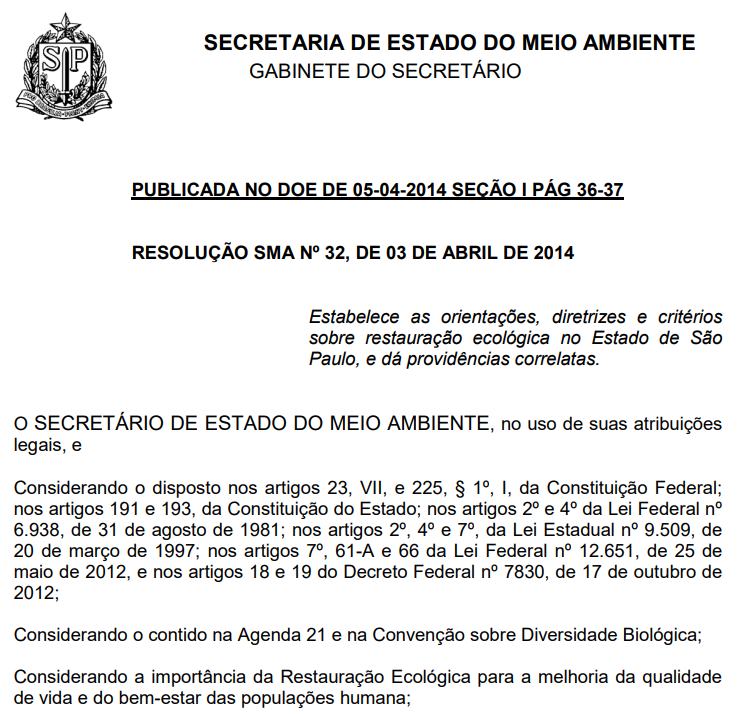 SECRETARIA DE ESTADO DO MEIO AMBIENTE
GABINETE DO SECRETÁRIO
SP
PUBLICADA NO DOE DE 05-04-2014 SEÇÃO I PÁG 36-37
RESOLUÇÃO SMA Nº 32, DE 03 DE ABRIL DE 2014
Estabelece as orientações, diretrizes e critérios
sobre restauração ecológica no Estado de São
Paulo, e dá providências correlatas.
O SECRETÁRIO DE ESTADO DO MEIO AMBIENTE, no uso de suas atribuições
legais, e
Considerando o disposto nos artigos 23, VII, e 225, § 1º, I, da Constituição Federal;
nos artigos 191 e 193, da Constituição do Estado; nos artigos 2º e 4º da Lei Federal nº
6.938, de 31 de agosto de 1981; nos artigos 2º, 4º e 7º, da Lei Estadual nº 9.509, de
20 de março de 1997; nos artigos 7º, 61-A e 66 da Lei Federal nº 12.651, de 25 de
maio de 2012, e nos artigos 18 e 19 do Decreto Federal nº 7830, de 17 de outubro de
2012;
Considerando o contido na Agenda 21 e na Convenção sobre Diversidade Biológica;
Considerando a importância da Restauração Ecológica para a melhoria da qualidade
de vida e do bem-estar das populações humana;